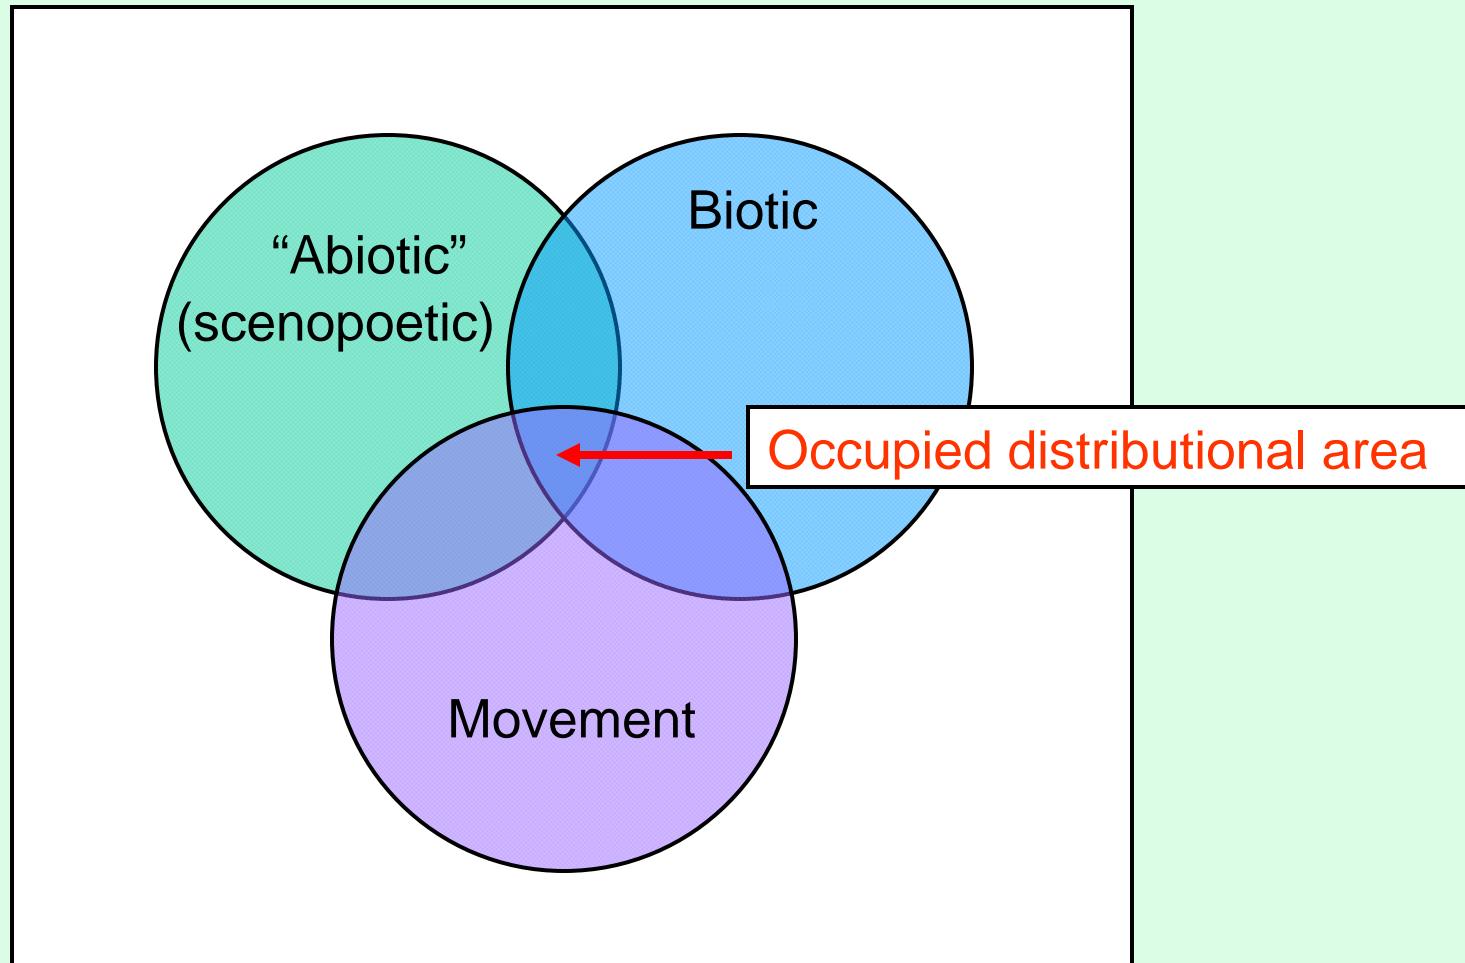 Biotic
“Abiotic”
(scenopoetic)
Occupied distributional area
Movement